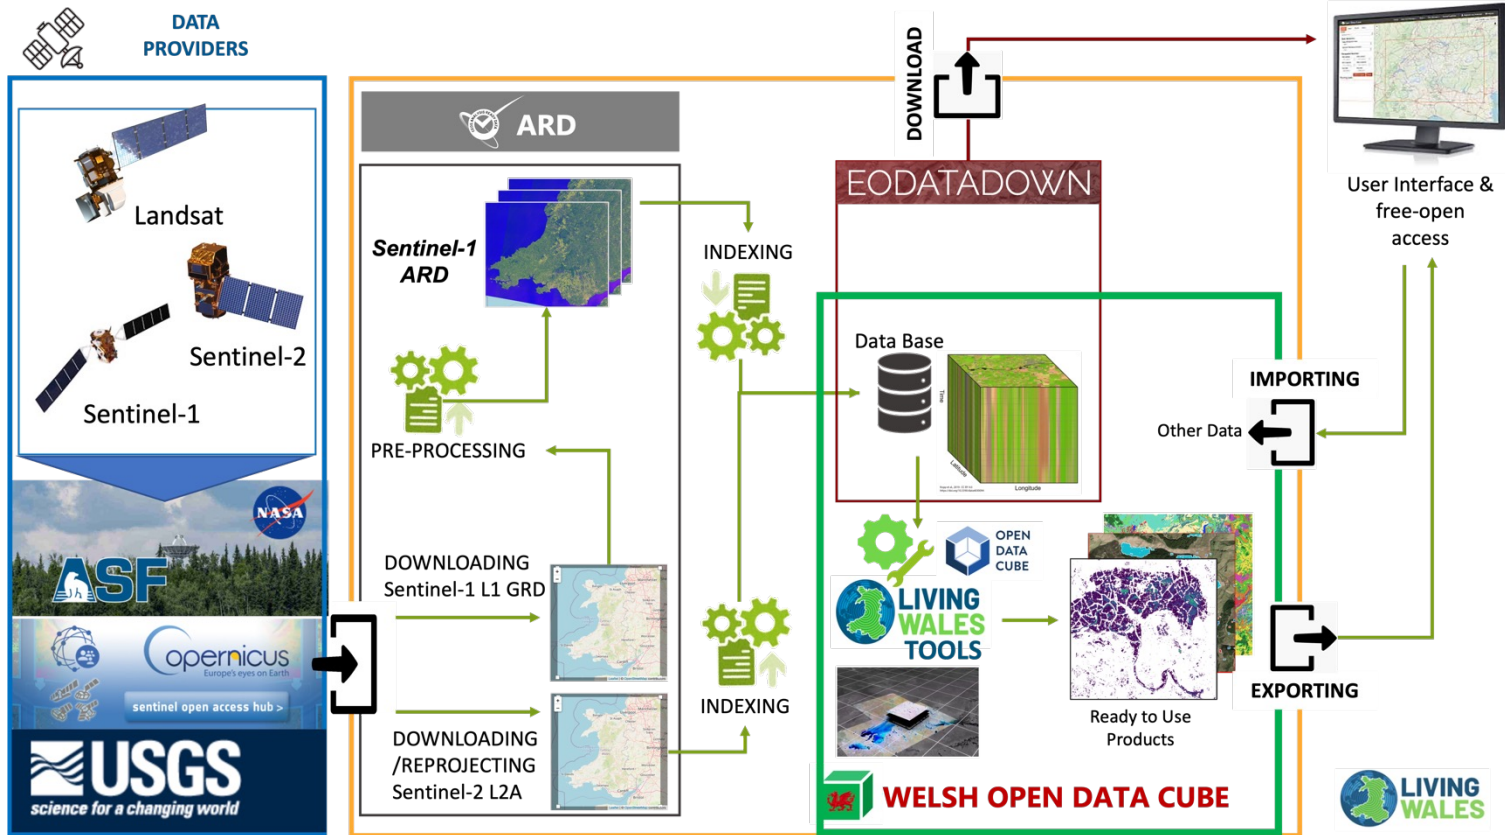 DATA
PROVIDERS
Landsat
Sentinel-2
Sentinel-1
NASA
ASF
opernicus
Europe's eyes on Earth
sentinel open access hub >
USGS
science for a changing world
ARD
Sentinel-1
ARD
PRE-PROCESSING
DOWNLOADING
Sentinel-1 L1 GRD
DOWNLOADING
/REPROJECTING
Sentinel-2 L2A
INDEXING
INDEXING
DOWNLOAD
EODATADOWN
Data Base
Time
Latitude
Longitude
OPEN
DATA
CUBE
LIVING
WALES
TOOLS
Ready to Use
Products
WELSH OPEN DATA CUBE
User Interface &
free-open
access
IMPORTING
Other Data
EXPORTING
LIVING
WALES